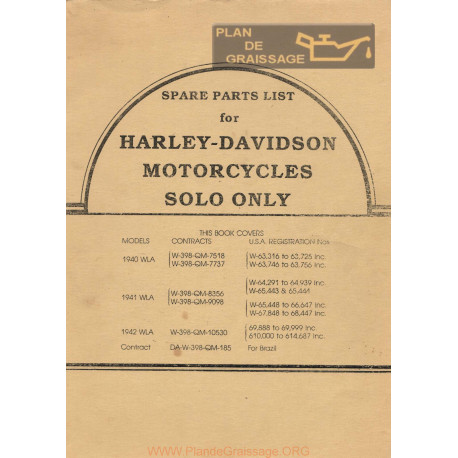 PLAN
DE
GRAISSAGE
SPARE PARTS LIST
for
HARLEY-DAVIDSON
MOTORCYCLES
SOLO ONLY
THIS BOOK COVERS
MODELS CONTRACTS U.S.A. REGISTRATION Nos.
1940 WLA W-398-QM-7518 W-63,316 to 63,725 Inc.
W-398-QM-7737 W-63,746 to 63,756 Inc.
W-64,291 to 64,939 Inc.
1941 WLA W-398-QM-8356 W-65,443 & 65,444
W-398-QM-9098 W-65,448 to 66,647 Inc.
W-67,848 to 68,447 Inc.
1942 WLA W-398-QM-10530 69,888 to 69,999 Inc.
610,000 to 614,687 Inc.
Contract DA-W-398-QM-185 For Brazil
www.PlandeGraissage.ORG